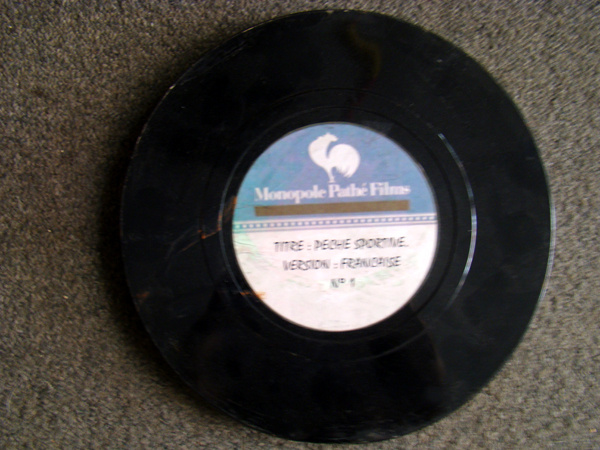 Monopole Pathé Films
TITRE : PECHE SPORTIVE.
VERSION : FRANCAISE
N° 1